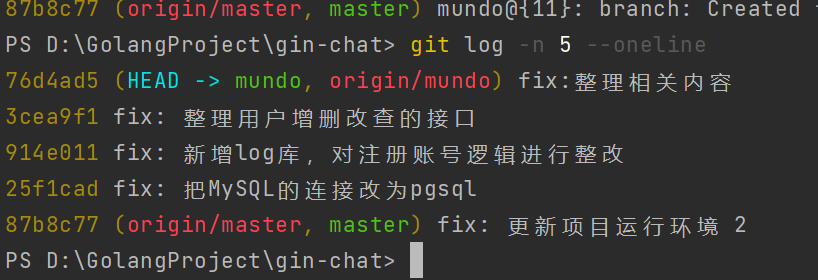 87b8c77 (origin/master, master) mundo@{11}: branch: Created
PS D:\GolangProject\gin-chat> git log -n 5 --oneline
76d4ad5 (HEAD -> mundo, origin/mundo) fix:整理相关内容
3cea9f1 fix: 整理用户增删改查的接口
914e011 fix: 新增log库，对注册账号逻辑进行整改
25f1cad fix: 把MySQL的连接改为pgsql
87b8c77 (origin/master, master) fix: 更新项目运行环境 2
PS D:\GolangProject\gin-chat>